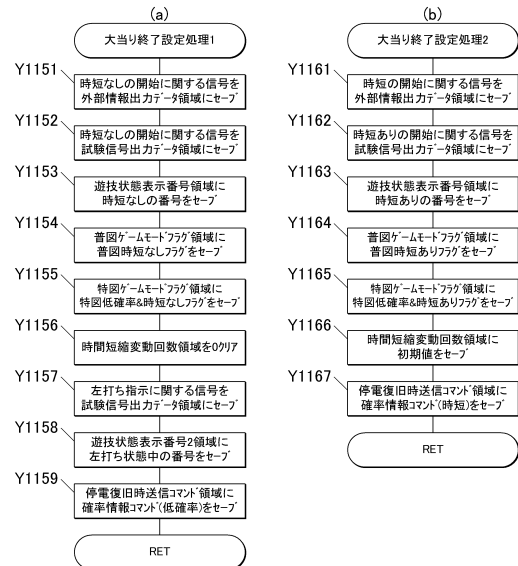 (a)
大当り終了設定処理1
Y1151
時短なしの開始に関する信号を
外部情報出力ﾃﾞｰﾀ領域にｾｰﾌﾞ
Y1152
時短なしの開始に関する信号を
試験信号出力ﾃﾞｰﾀ領域にｾｰﾌﾞ
Y1153
遊技状態表示番号領域に
時短なしの番号をｾｰﾌﾞ
Y1154
普図ｹﾞｰﾑﾓｰﾄﾞﾌﾗｸﾞ領域に
普図時短なしﾌﾗｸﾞをｾｰﾌﾞ
Y1155
特図ｹﾞｰﾑﾓｰﾄﾞﾌﾗｸﾞ領域に
特図低確率&時短なしﾌﾗｸﾞをｾｰﾌﾞ
Y1156
時間短縮変動回数領域を0ｸﾘｱ
Y1157
左打ち指示に関する信号を
試験信号出力ﾃﾞｰﾀ領域にｾｰﾌﾞ
Y1158
遊技状態表示番号2領域に
左打ち状態中の番号をｾｰﾌﾞ
Y1159
停電復旧時送信ｺﾏﾝﾄﾞ領域に
確率情報ｺﾏﾝﾄﾞ(低確率)をｾｰﾌﾞ
RET
(b)
大当り終了設定処理2
Y1161
時短の開始に関する信号を
外部情報出力ﾃﾞｰﾀ領域にｾｰﾌﾞ
Y1162
時短ありの開始に関する信号を
試験信号出力ﾃﾞｰﾀ領域にｾｰﾌﾞ
Y1163
遊技状態表示番号領域に
時短ありの番号をｾｰﾌﾞ
Y1164
普図ｹﾞｰﾑﾓｰﾄﾞﾌﾗｸﾞ領域に
普図時短ありﾌﾗｸﾞをｾｰﾌﾞ
Y1165
特図ｹﾞｰﾑﾓｰﾄﾞﾌﾗｸﾞ領域に
特図低確率&時短ありﾌﾗｸﾞをｾｰﾌﾞ
Y1166
時間短縮変動回数領域に
初期値をｾｰﾌﾞ
Y1167
停電復旧時送信ｺﾏﾝﾄﾞ領域に
確率情報ｺﾏﾝﾄﾞ(時短)をｾｰﾌﾞ
RET